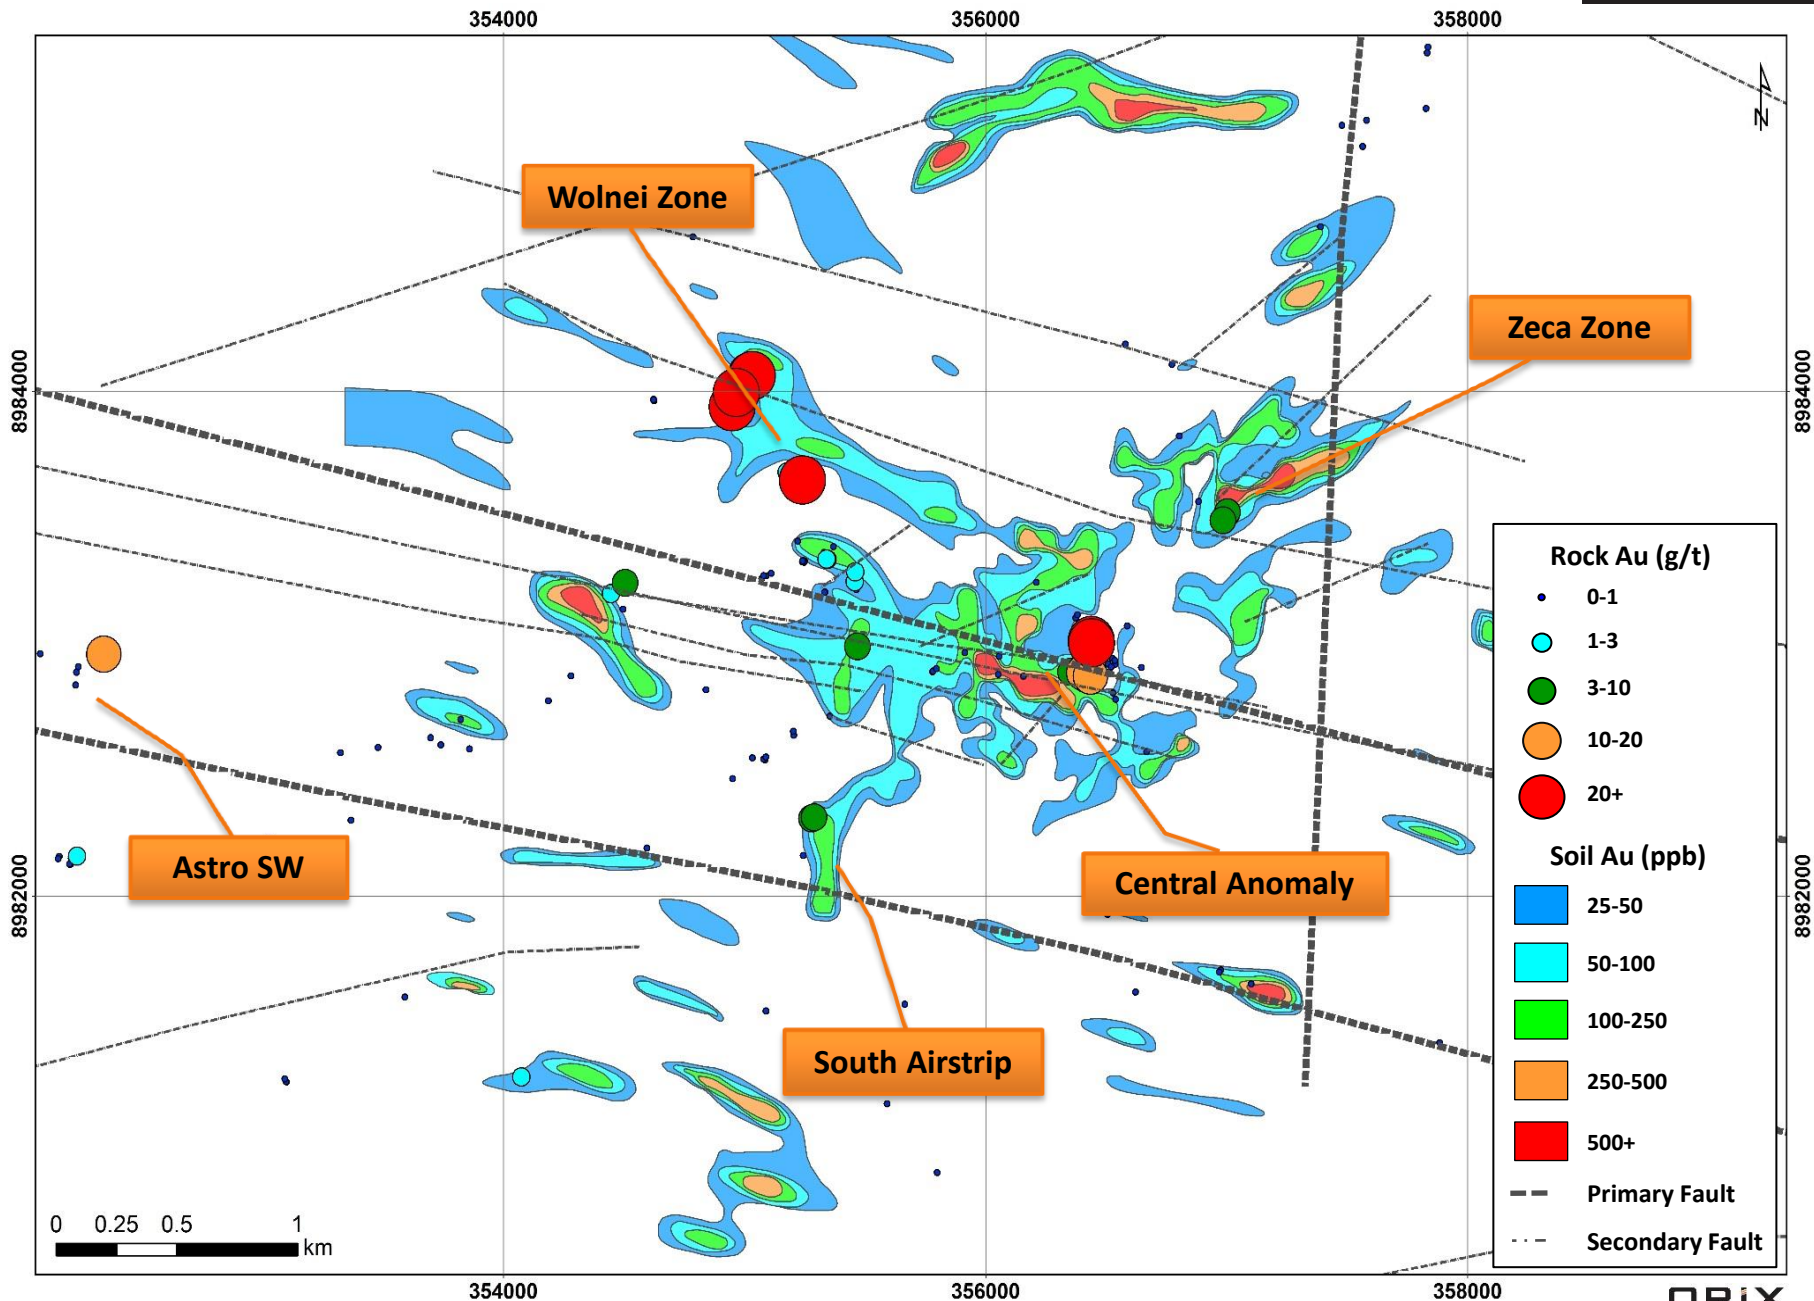 354000 356000 358000
Wolnei Zone
N
Zeca Zone
8984000
8984000
Rock Au (g/t)
0-1
1-3
3-10
10-20
20+
Astro SW
Central Anomaly
Soil Au (ppb)
25-50
50-100
100-250
250-500
500+
8982000
8982000
South Airstrip
Primary Fault
Secondary Fault
0 0.25 0.5 1
km
354000 356000 358000